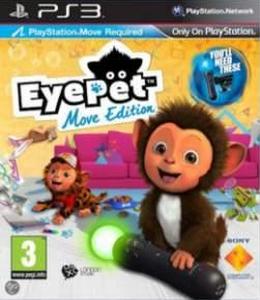 PS3
PlayStation.Network
PlayStation.Move Required
Only On PlayStation.
EyePet™
Move Edition
YOU'LL
NEED
THESE
3
www.pegi.info
SONY